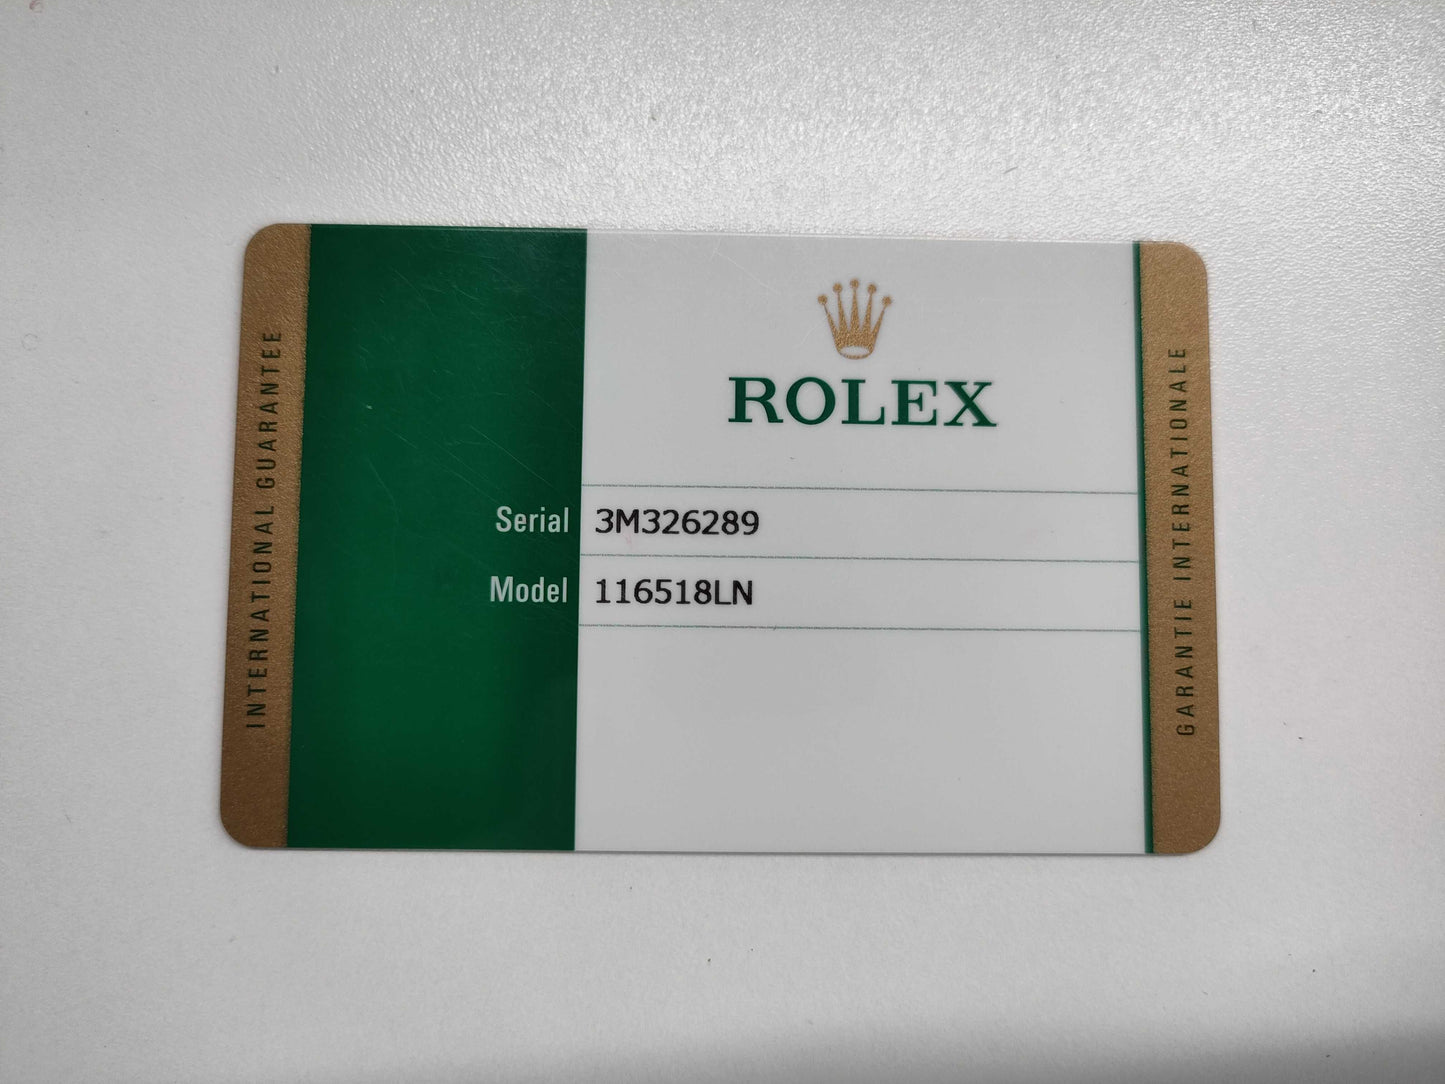 INTERNATIONAL GUARANTEE
ROLEX
Serial 3M326289
Model 116518LN
GARANTIE INTERNATIONALE